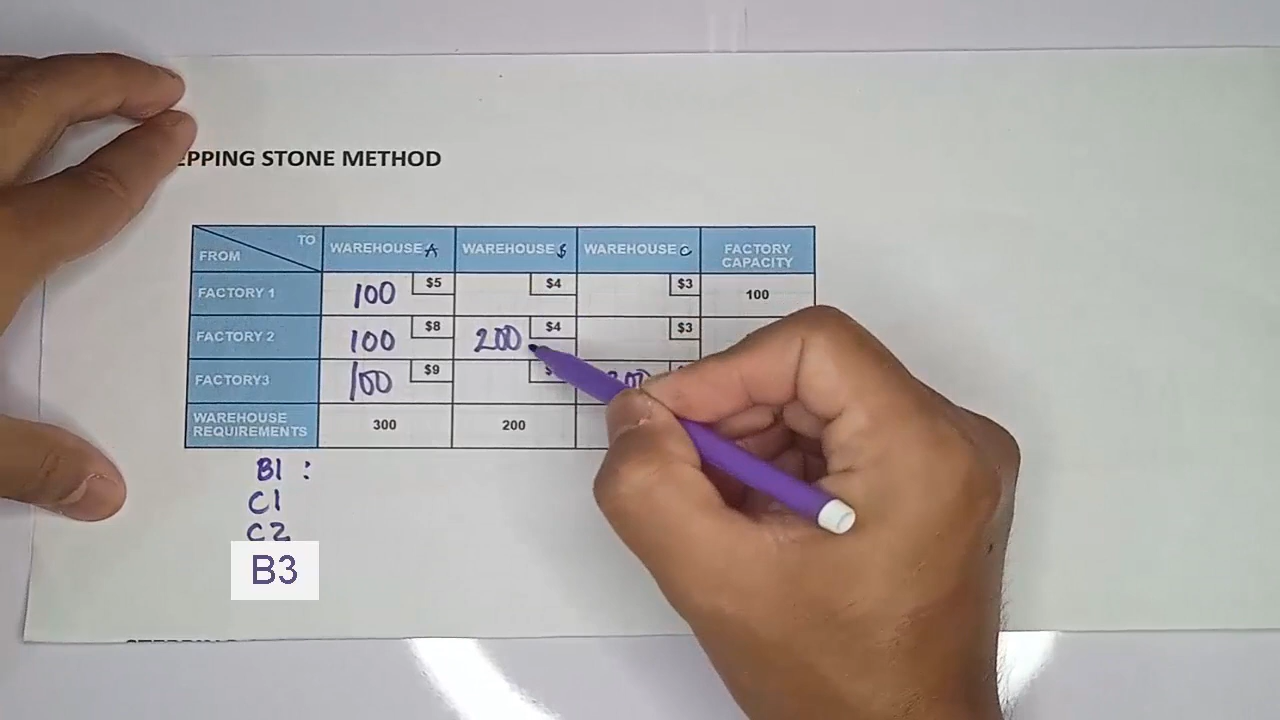 EPPING STONE METHOD
TO
FROM
WAREHOUSE A
WAREHOUSE B
WAREHOUSE C
FACTORY CAPACITY
FACTORY 1
100 $5
$4
$3
100
FACTORY 2
100 $8
200 $4
$3
FACTORY3
100 $9
WAREHOUSE REQUIREMENTS
300
200
B1 :
C1
C2
B3